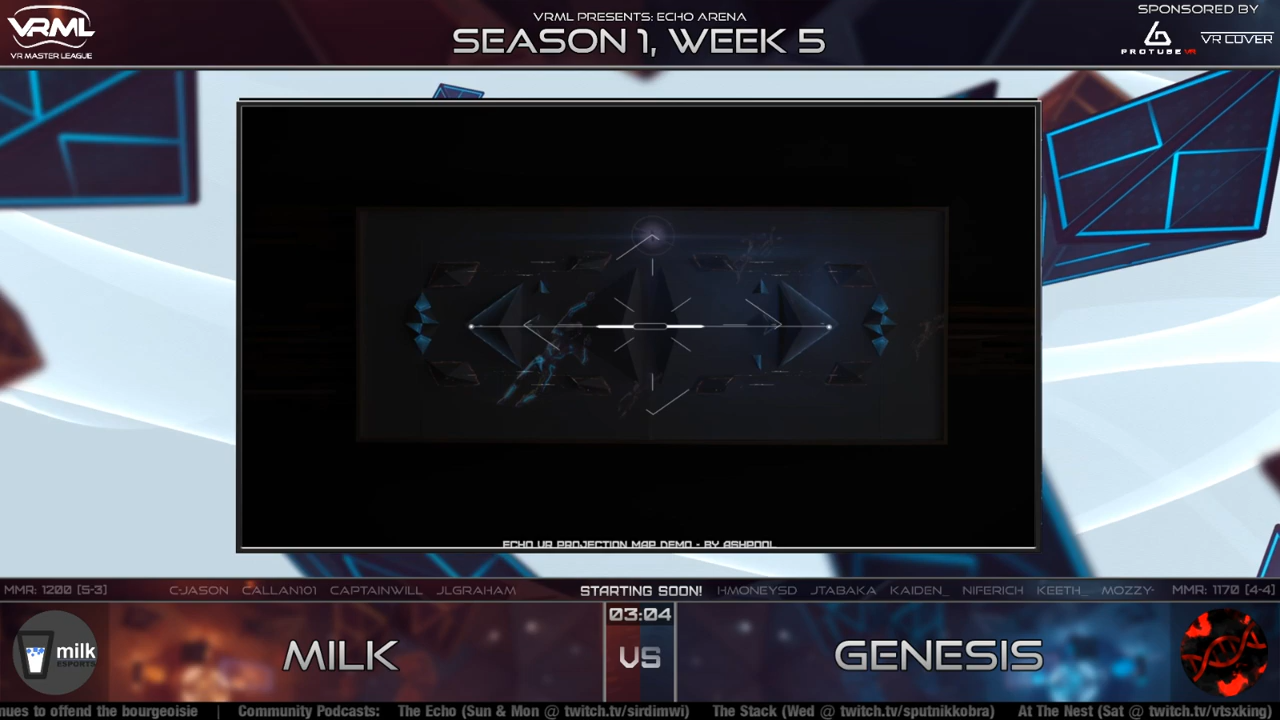 VRML
VR MASTER LEAGUE
VRML PRESENTS: ECHO ARENA
SEASON 1, WEEK 5
SPONSORED BY
PROTUBEVR
VR COVER
ECHO VR PROJECTION MAP DEMO - BY ASHPOOL
MMR: 1200 [5-3]
C-JASON CALLAN101 CAPTAINWILL JLGRAHAM
STARTING SOON!
HMONEYSD JTABAKA KAIDEN_ NIFERICH KEETH_ MOZZY-
MMR: 1170 [4-4]
milk
ESPORTS
MILK
03:04
VS
GENESIS
nues to offend the bourgeoisie | Community Podcasts: The Echo (Sun & Mon @ twitch.tv/sirdimwi) The Stack (Wed @ twitch.tv/sputnikkobra) At The Nest (Sat @ twitch.tv/vtsxking)